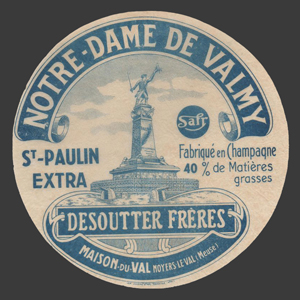 NOTRE-DAME DE VALMY
Safr
ST-PAULIN
EXTRA
Fabriqué en Champagne
40 % de Matières
grasses
DESOUTTER FRÈRES
MAISON-DU-VAL NOYERS-LE-VAL (Meuse)